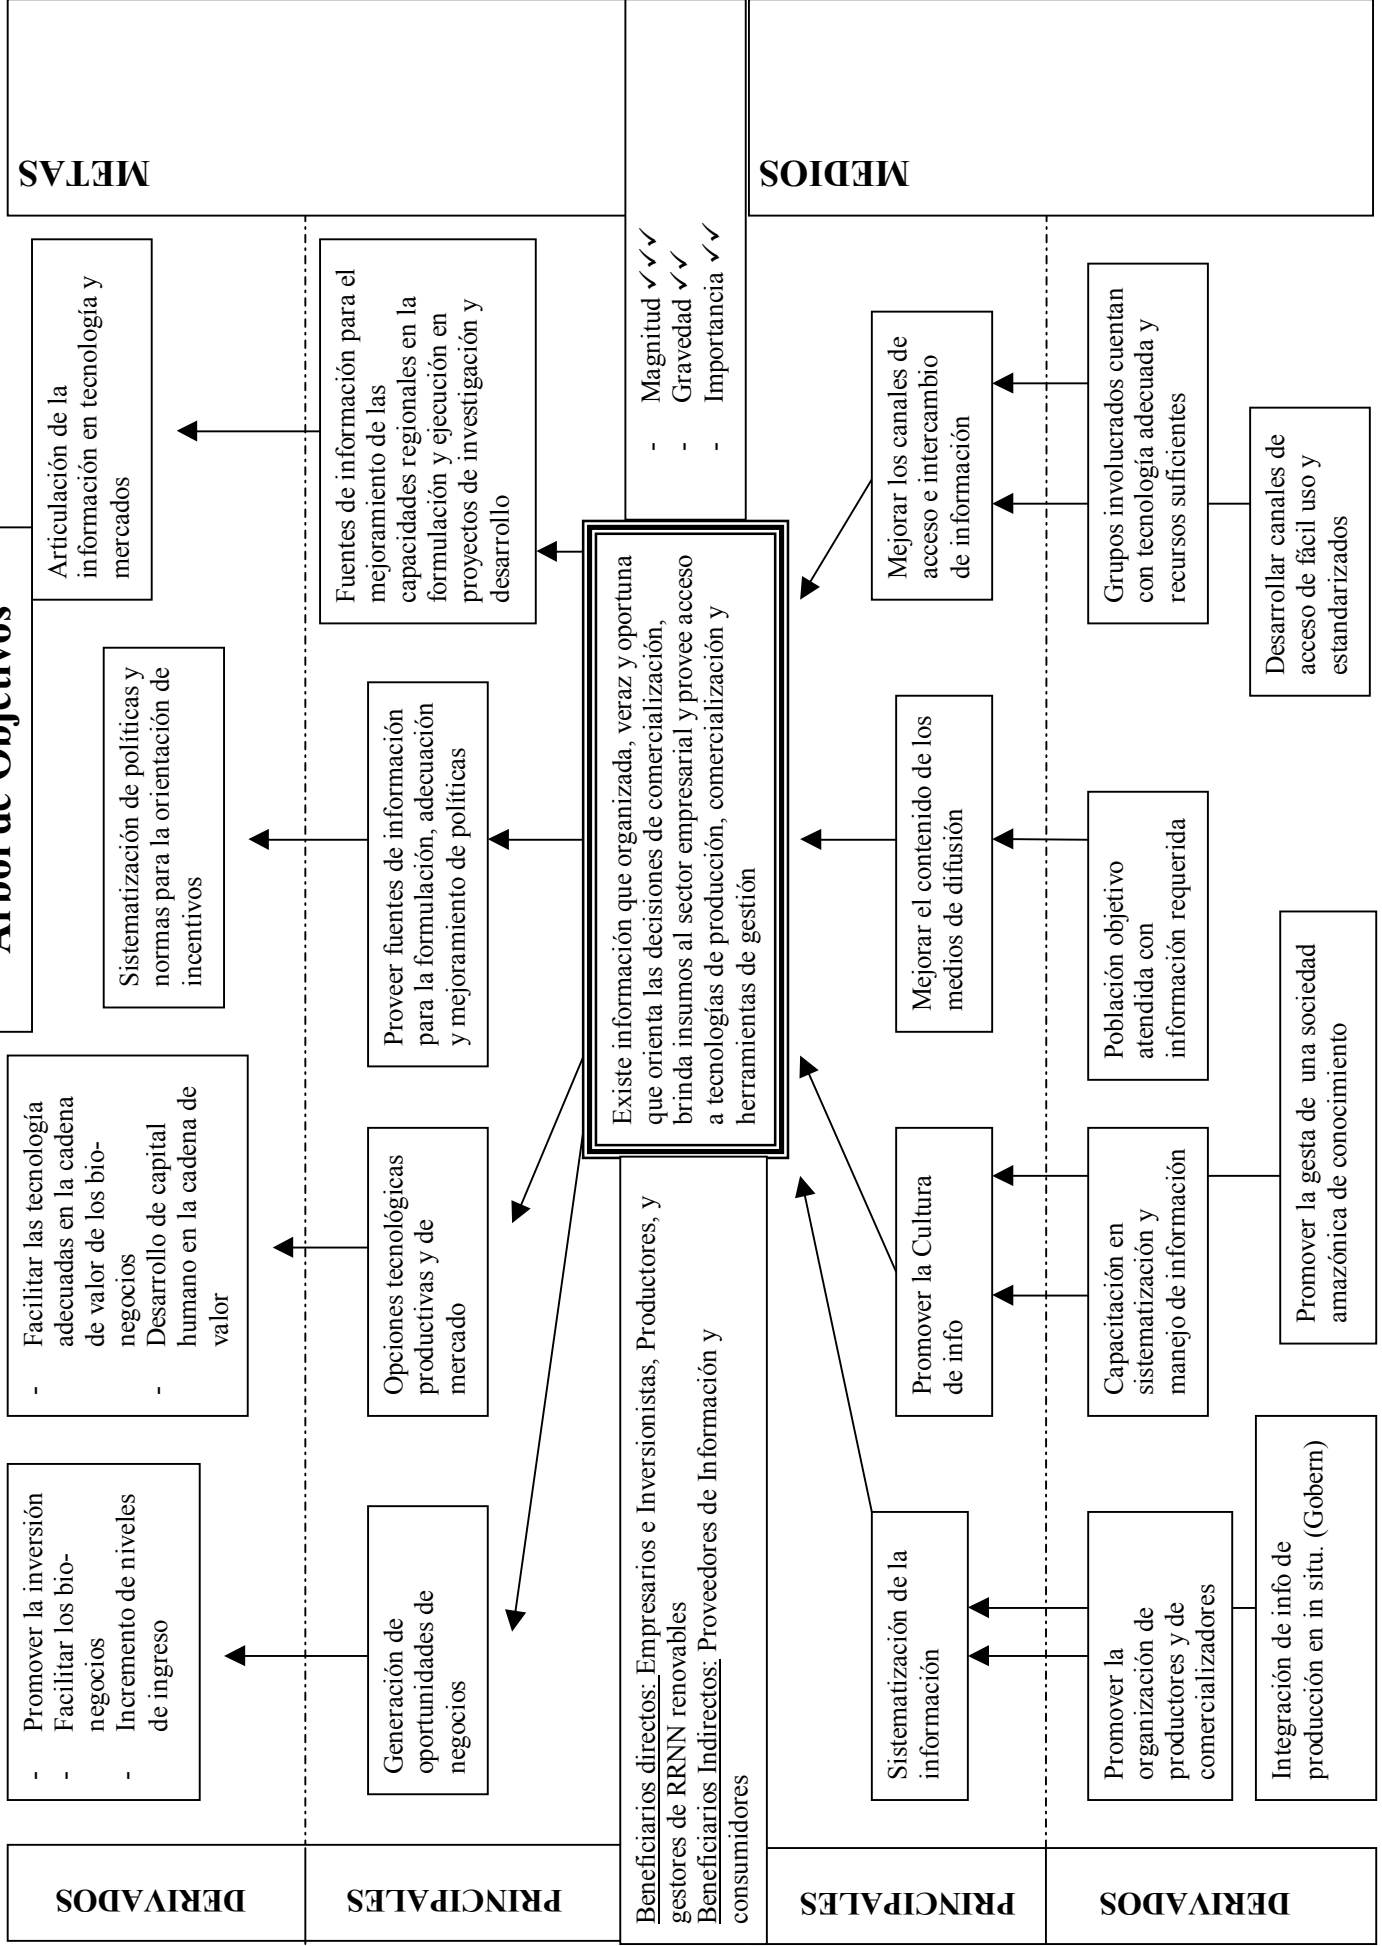 Árbol de Objetivos
DERIVADOS
- Promover la inversión
- Facilitar los bio-
negocios
- Incremento de niveles
de ingreso
- Facilitar las tecnología
adecuadas en la cadena
de valor de los bio-
negocios
- Desarrollo de capital
humano en la cadena de
valor
Sistematización de políticas y
normas para la orientación de
incentivos
Articulación de la
información en tecnología y
mercados
METAS
PRINCIPALES
Generación de
oportunidades de
negocios
Opciones tecnológicas
productivas y de
mercado
Proveer fuentes de información
para la formulación, adecuación
y mejoramiento de políticas
Fuentes de información para el
mejoramiento de las
capacidades regionales en la
formulación y ejecución en
proyectos de investigación y
desarrollo
Beneficiarios directos: Empresarios e Inversionistas, Productores, y
gestores de RRNN renovables
Beneficiarios Indirectos: Proveedores de Información y
consumidores
Existe información que organizada, veraz y oportuna
que orienta las decisiones de comercialización,
brinda insumos al sector empresarial y provee acceso
a tecnologías de producción, comercialización y
herramientas de gestión
- Magnitud ✓✓✓
- Gravedad ✓✓
- Importancia ✓✓
PRINCIPALES
Sistematización de la
información
Promover la Cultura
de info
Mejorar el contenido de los
medios de difusión
Mejorar los canales de
acceso e intercambio
de información
MEDIOS
DERIVADOS
Promover la
organización de
productores y de
comercializadores
Capacitación en
sistematización y
manejo de información
Población objetivo
atendida con
información requerida
Grupos involucrados cuentan
con tecnología adecuada y
recursos suficientes
Integración de info de
producción en in situ. (Gobern)
Promover la gesta de una sociedad
amazónica de conocimiento
Desarrollar canales de
acceso de fácil uso y
estandarizados